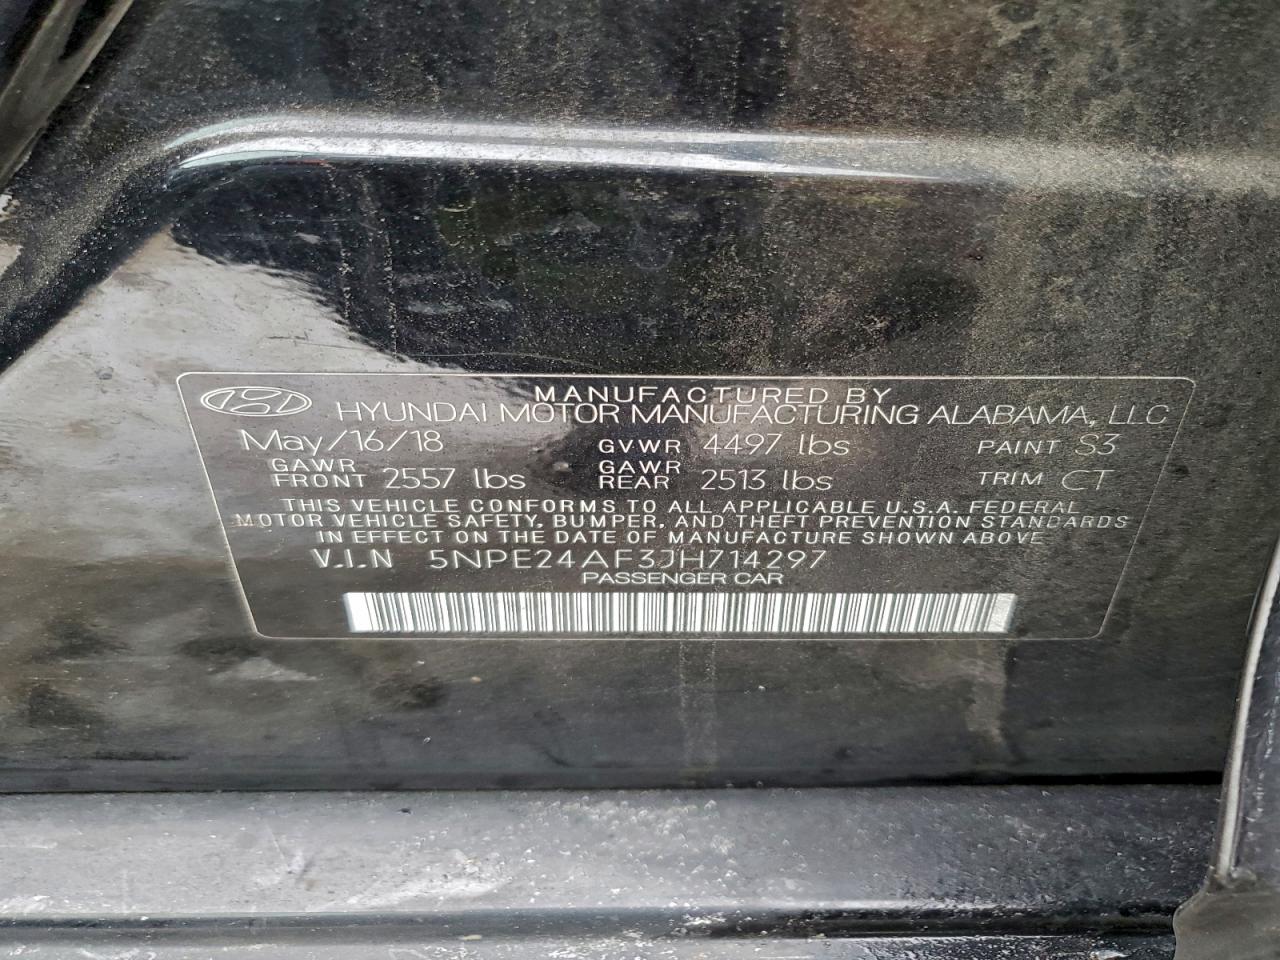 MANUFACTURED BY
HYUNDAI MOTOR MANUFACTURING ALABAMA, LLC
May/16/18 GVWR 4497 lbs PAINT S3
GAWR FRONT 2557 lbs GAWR REAR 2513 lbs TRIM CT
THIS VEHICLE CONFORMS TO ALL APPLICABLE U.S.A. FEDERAL
MOTOR VEHICLE SAFETY, BUMPER, AND THEFT PREVENTION STANDARDS
IN EFFECT ON THE DATE OF MANUFACTURE SHOWN ABOVE
V.I.N 5NPE24AF3JH714297
PASSENGER CAR